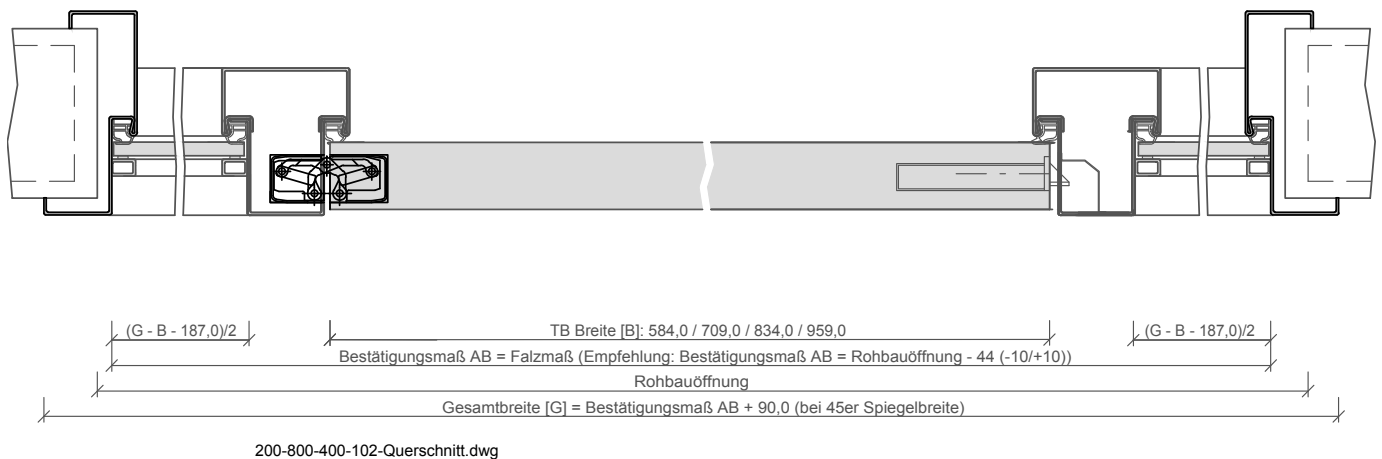 (G - B - 187,0)/2
TB Breite [B]: 584,0 / 709,0 / 834,0 / 959,0
(G - B - 187,0)/2
Bestätigungsmaß AB = Falzmaß (Empfehlung: Bestätigungsmaß AB = Rohbauöffnung - 44 (-10/+10))
Rohbauöffnung
Gesamtbreite [G] = Bestätigungsmaß AB + 90,0 (bei 45er Spiegelbreite)
200-800-400-102-Querschnitt.dwg